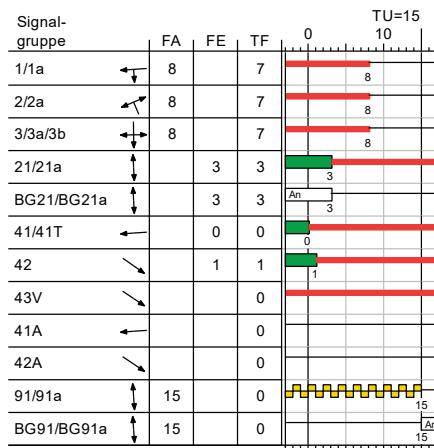 Signal-
gruppe FA FE TF TU=15
0 10
1/1a 8 7 8
2/2a 8 7 8
3/3a/3b 8 7 8
21/21a 3 3 3
BG21/BG21a 3 3 An 3
41/41T 0 0 0
42 1 1 1
43V 0
41A 0
42A 0
91/91a 15 0 15
BG91/BG91a 15 0 15 An